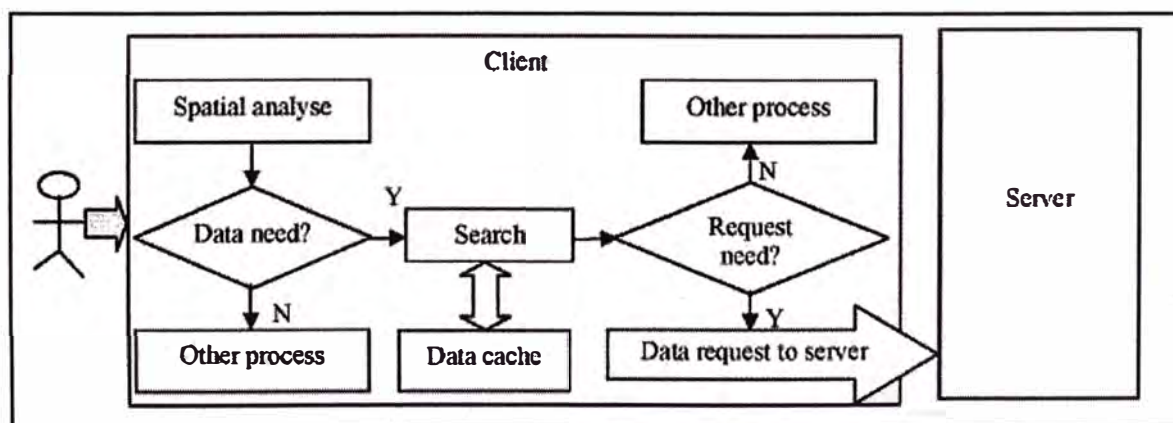 Client
Spatial analyse
Other process
Server
N
Y
Data need?
Search
Request
need?
N
Y
Other process
Data cache
Data request to server